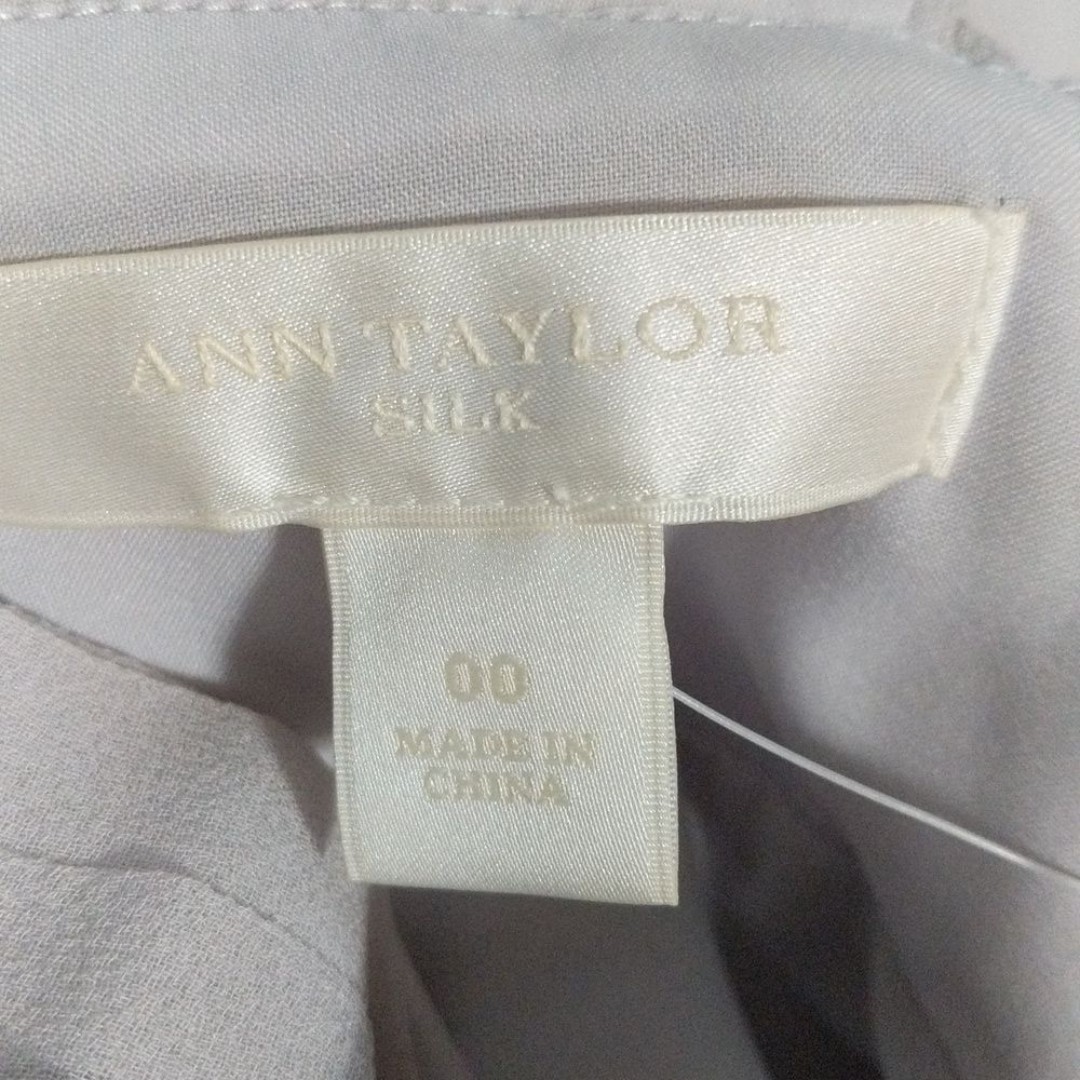 ANN TAYLOR
SILK
00
MADE IN
CHINA